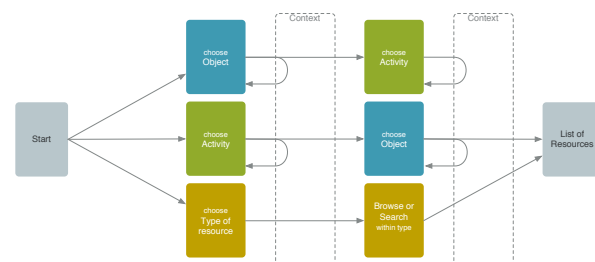 Context
Context
choose
Object
choose
Activity
Start
choose
Activity
choose
Object
List of
Resources
choose
Type of
resource
Browse or
Search
within type